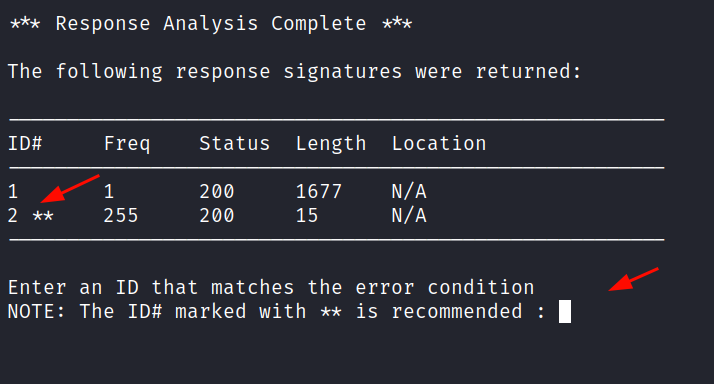 *** Response Analysis Complete ***
The following response signatures were returned:
ID# Freq Status Length Location
1 1 200 1677 N/A
2 ** 255 200 15 N/A
Enter an ID that matches the error condition
NOTE: The ID# marked with ** is recommended :